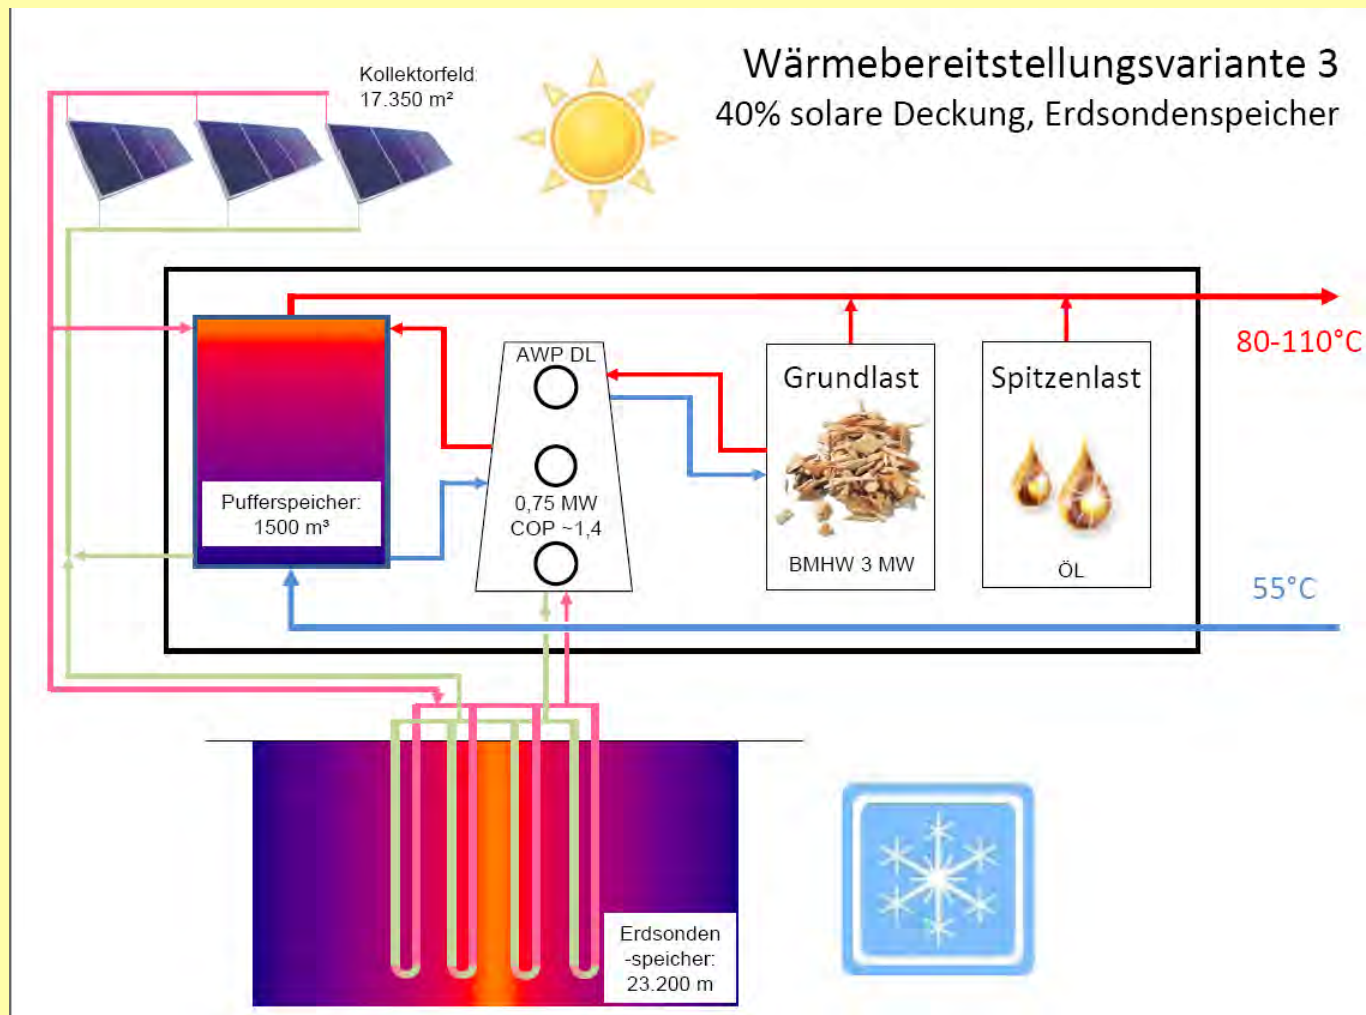 Wärmebereitstellungsvariante 3
40% solare Deckung, Erdsondenspeicher
Kollektorfeld:
17.350 m²
80-110°C
AWP DL
0,75 MW
COP ~1,4
Grundlast
BMHW 3 MW
Spitzenlast
ÖL
Pufferspeicher:
1500 m³
55°C
Erdsonden
-speicher:
23.200 m